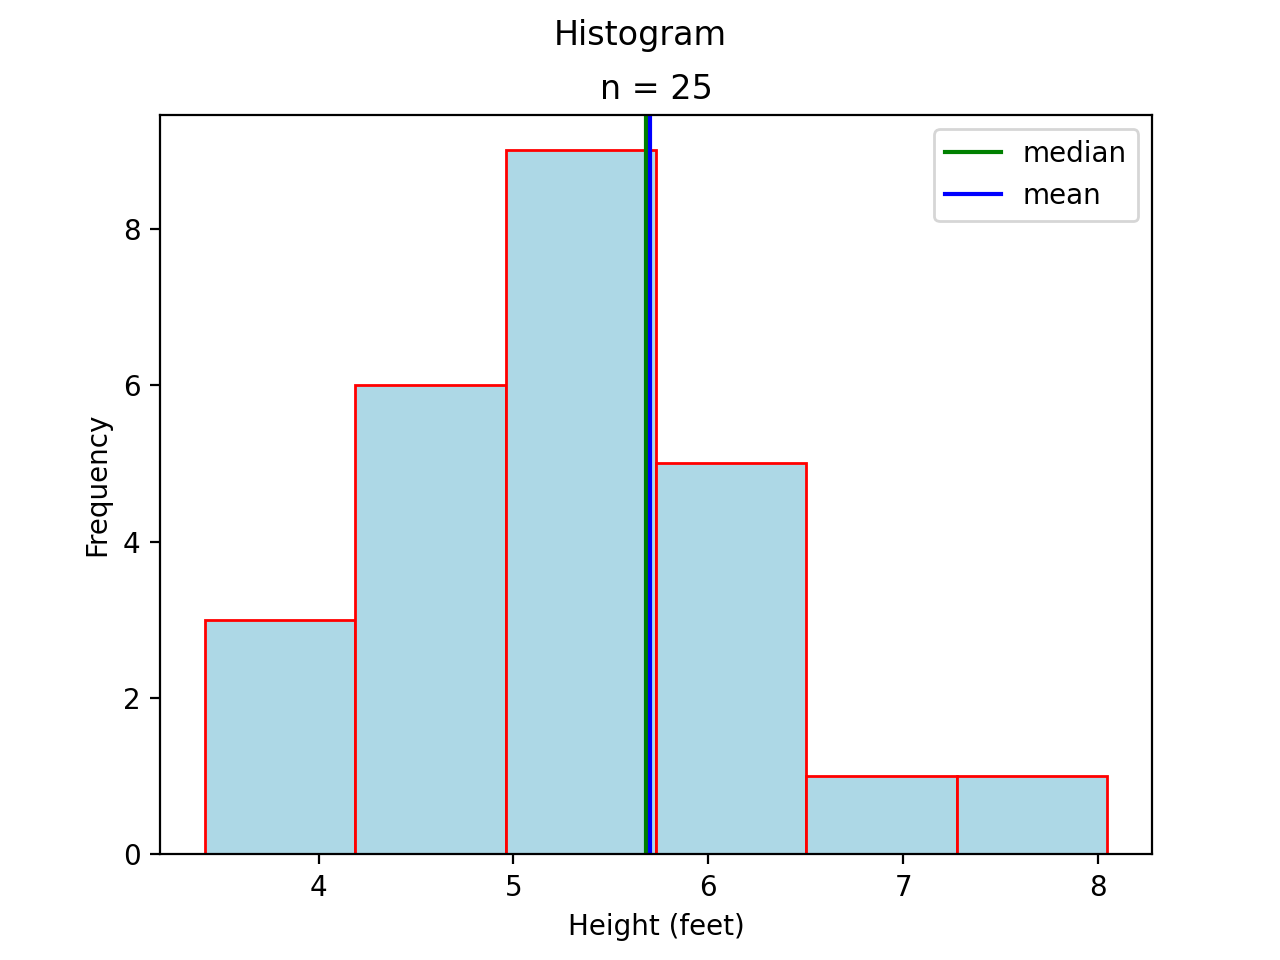 Histogram
n = 25
median
mean
8
6
4
2
0
Frequency
4 5 6 7 8
Height (feet)